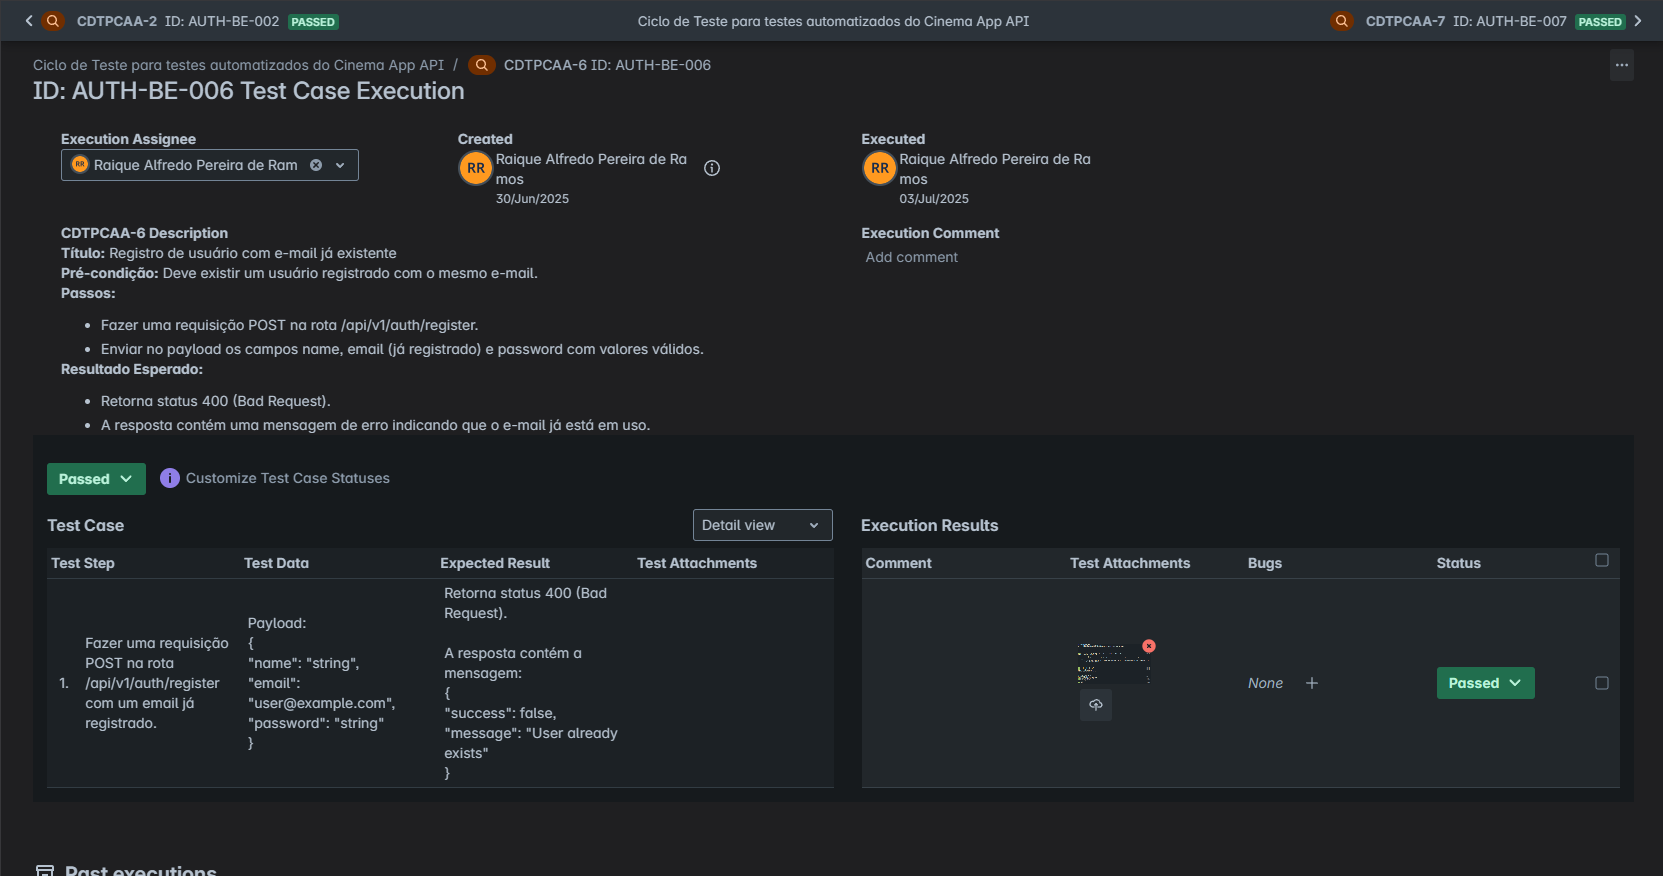 CDTPCAA-2 ID: AUTH-BE-002 PASSED
Ciclo de Teste para testes automatizados do Cinema App API
CDTPCAA-7 ID: AUTH-BE-007 PASSED
Ciclo de Teste para testes automatizados do Cinema App API / CDTPCAA-6 ID: AUTH-BE-006
ID: AUTH-BE-006 Test Case Execution
Execution Assignee
RR Raique Alfredo Pereira de Ram
Created
RR
Raique Alfredo Pereira de Ra
mos
30/Jun/2025
Executed
RR
Raique Alfredo Pereira de Ra
mos
03/Jul/2025
CDTPCAA-6 Description
Título: Registro de usuário com e-mail já existente
Pré-condição: Deve existir um usuário registrado com o mesmo e-mail.
Passos:
• Fazer uma requisição POST na rota /api/v1/auth/register.
• Enviar no payload os campos name, email (já registrado) e password com valores válidos.
Resultado Esperado:
• Retorna status 400 (Bad Request).
• A resposta contém uma mensagem de erro indicando que o e-mail já está em uso.
Execution Comment
Add comment
Passed
Customize Test Case Statuses
Test Case
Detail view
Test Step Test Data Expected Result Test Attachments
1.
Fazer uma requisição
POST na rota
/api/v1/auth/register
com um email já
registrado.
Payload:
{
"name": "string",
"email":
"user@example.com",
"password": "string"
}
Retorna status 400 (Bad
Request).
A resposta contém a
mensagem:
{
"success": false,
"message": "User already
exists"
}
Execution Results
Comment Test Attachments Bugs Status
None
Passed
Past executions